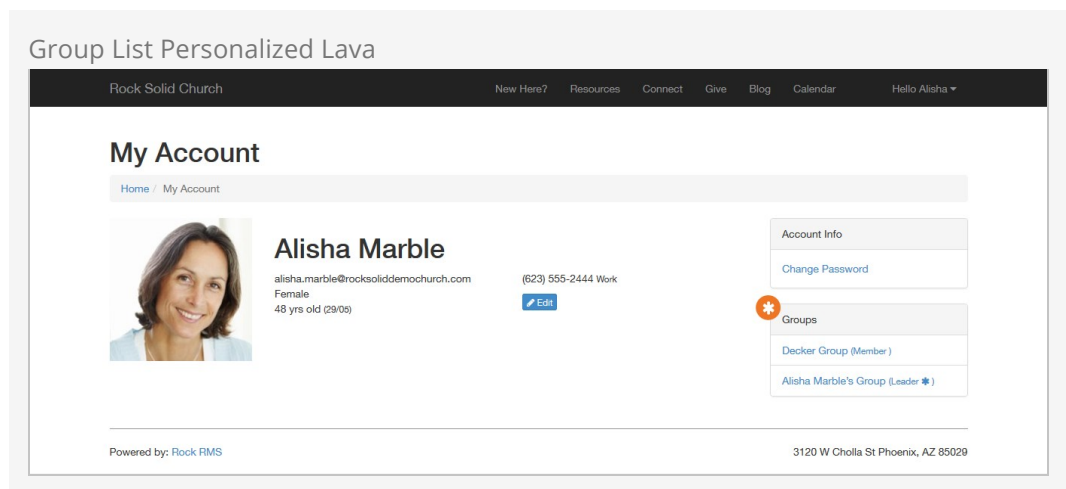 Group List Personalized Lava
Rock Solid Church New Here? Resources Connect Give Blog Calendar Hello Alisha
My Account
Home / My Account
Alisha Marble
alisha.marble@rocksoliddemochurch.com
Female
48 yrs old (29/05)
(623) 555-2444 Work
Edit
Account Info
Change Password
Groups
Decker Group (Member )
Alisha Marble's Group (Leader ✱ )
Powered by: Rock RMS
3120 W Cholla St Phoenix, AZ 85029